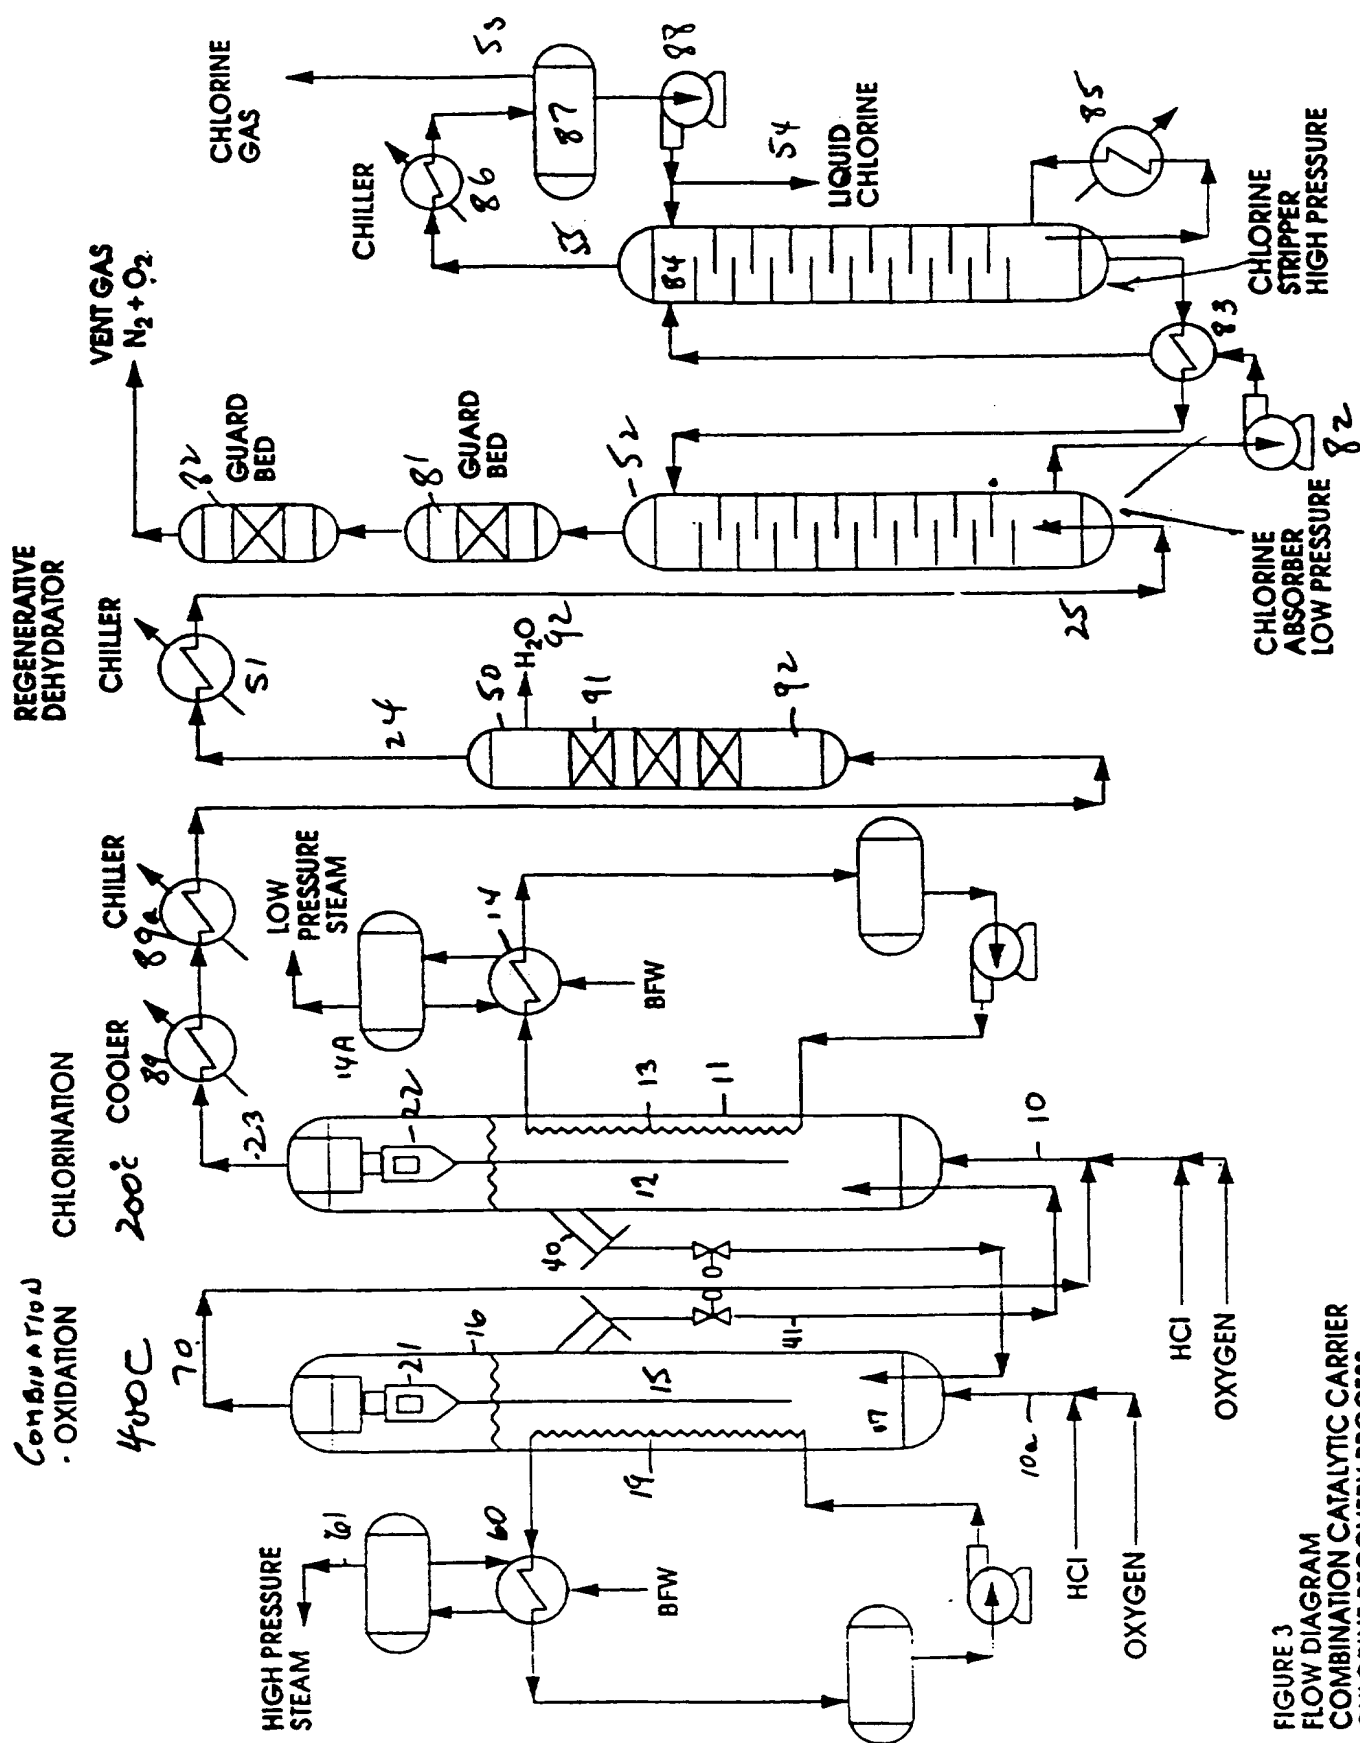 COMBINATION
. OXIDATION
400C
CHLORINATION
200°C
REGENERATIVE
DEHYDRATOR
70
23
COOLER
89
CHILLER
89a
CHILLER
51
24
VENT GAS
N₂ + O₂
82
GUARD
BED
81
GUARD
BED
CHLORINE
GAS
53
CHILLER
86
87
88
55
54
LIQUID
CHLORINE
HIGH PRESSURE
STEAM
61
60
BFW
21
16
15
19
17
22
12
13
11
40
41
LOW
PRESSURE
STEAM
14A
14
BFW
50
H₂O
92
91
92
52
84
85
83
82
25
10a
HCl
OXYGEN
10
HCl
OXYGEN
CHLORINE
ABSORBER
LOW PRESSURE
CHLORINE
STRIPPER
HIGH PRESSURE
FIGURE 3
FLOW DIAGRAM
COMBINATION CATALYTIC CARRIER